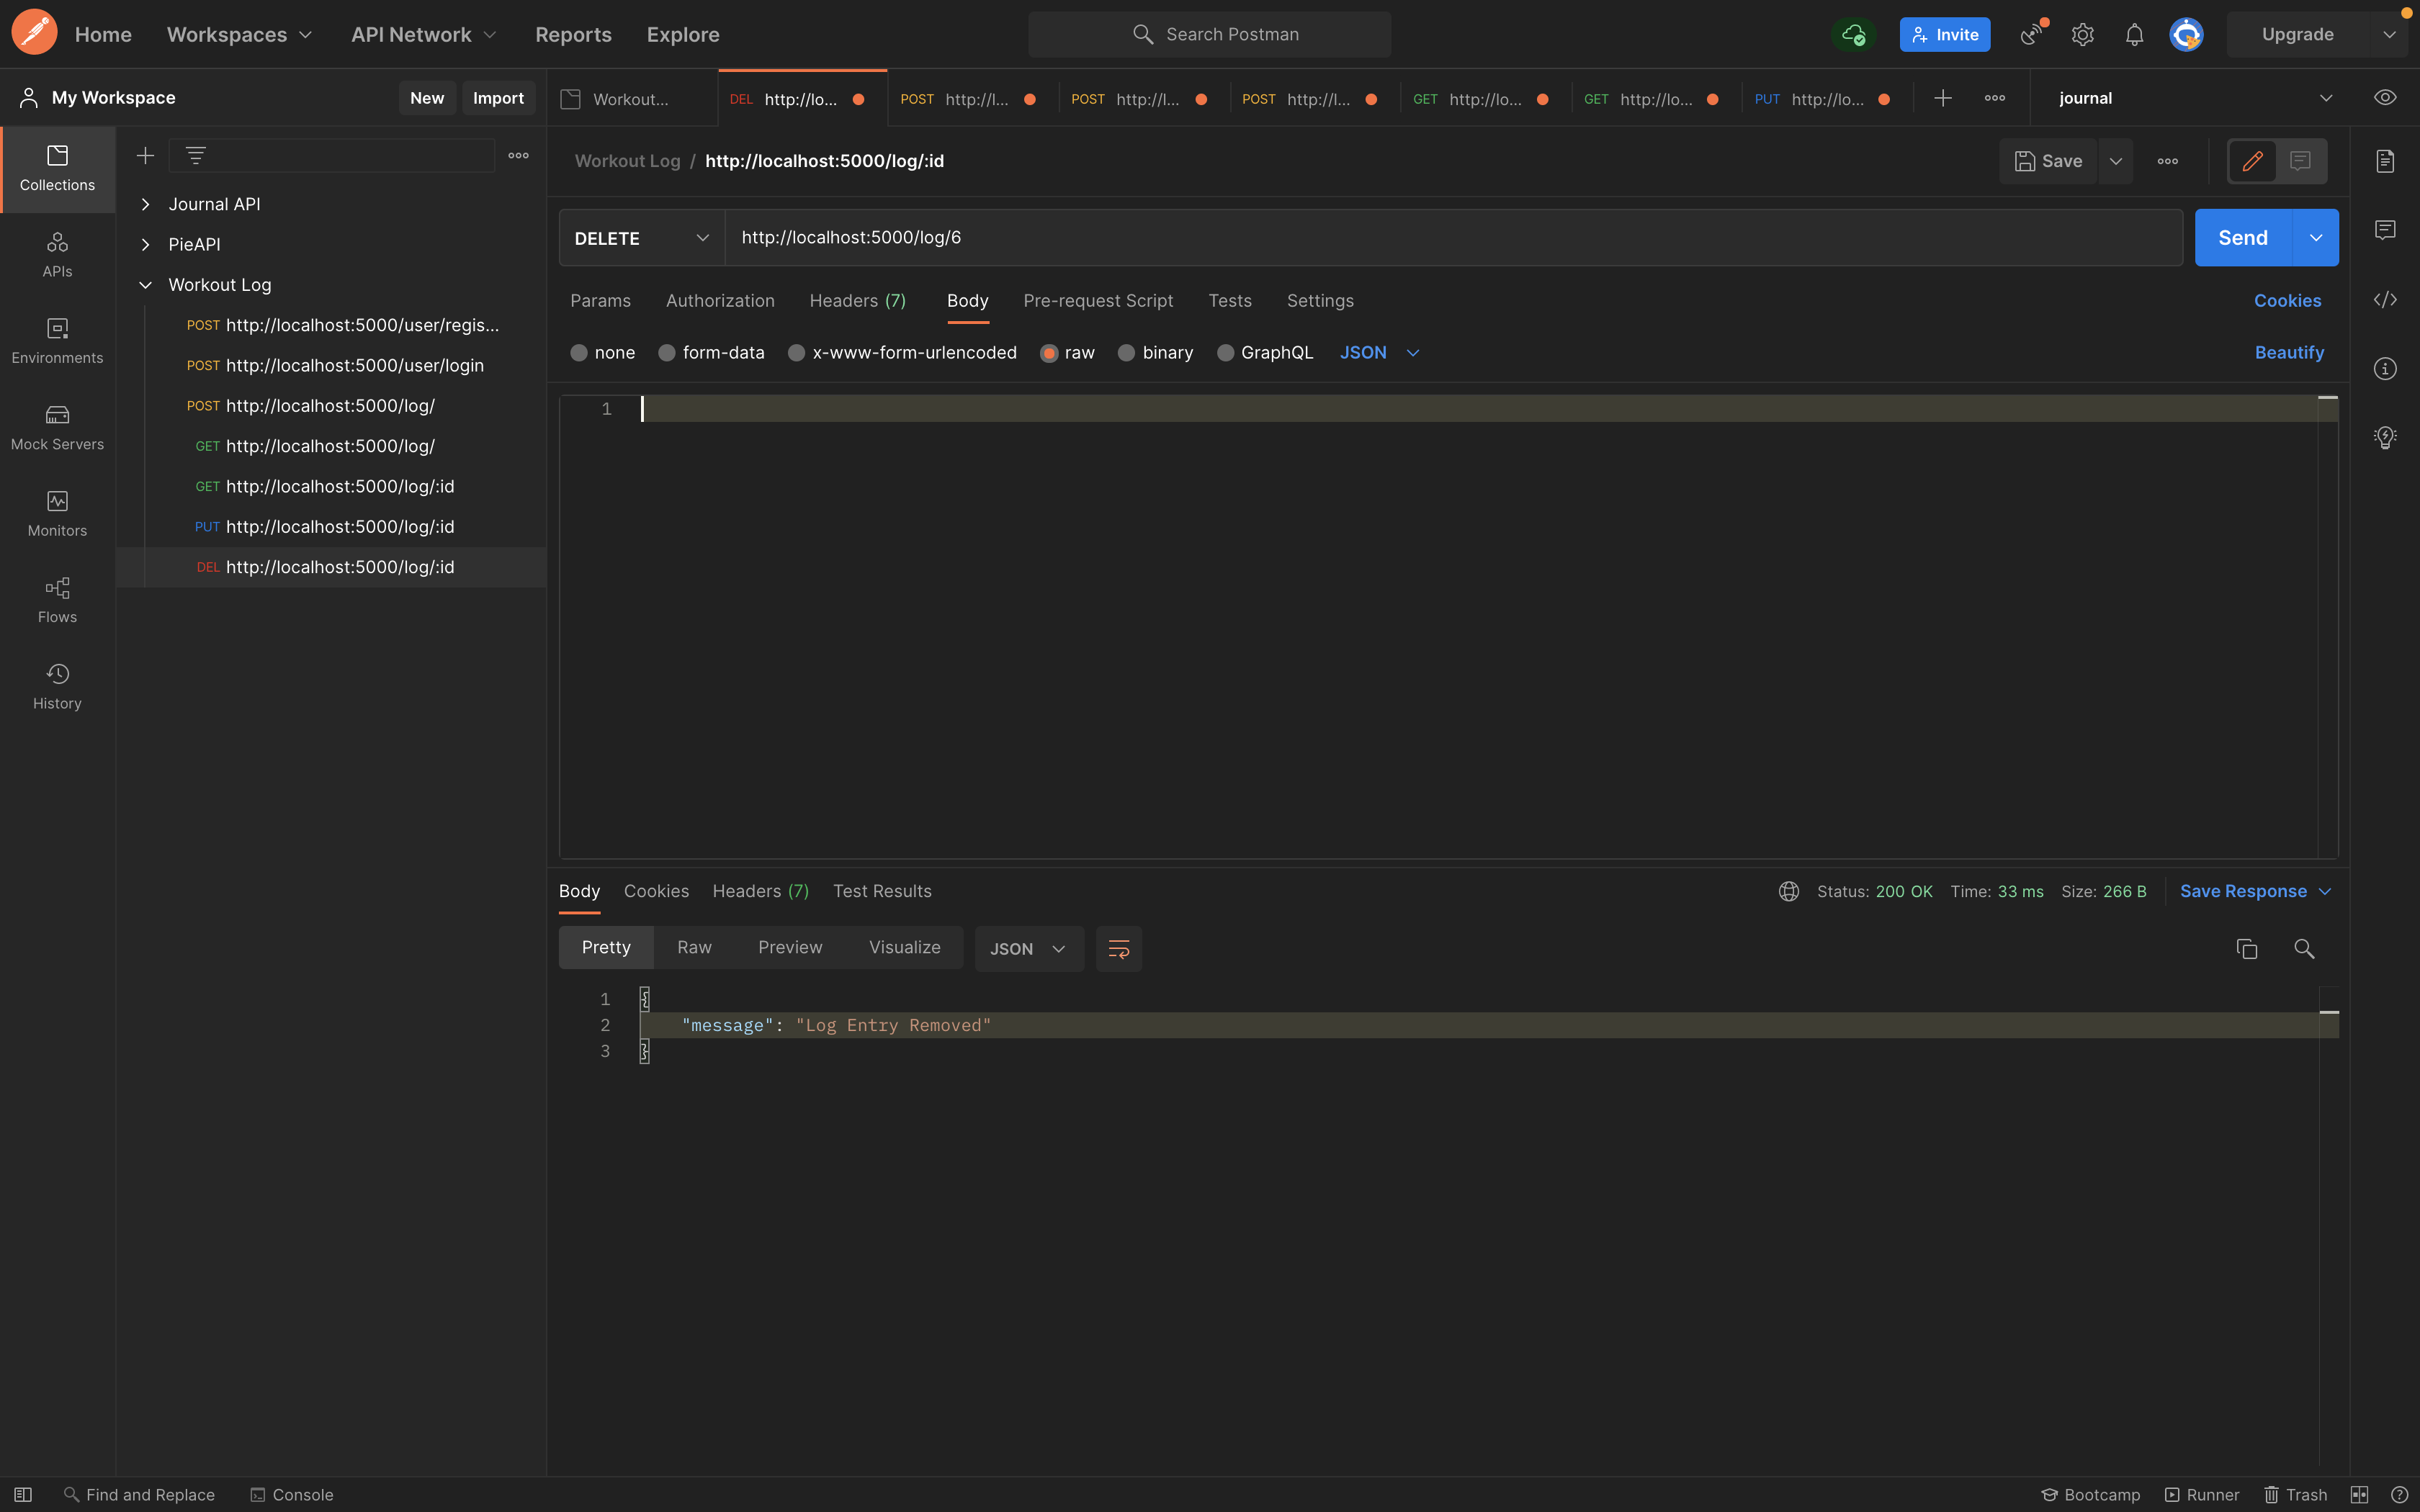 Home Workspaces API Network Reports Explore Search Postman Invite Upgrade
My Workspace New Import Workout... DEL http://lo... POST http://l... POST http://l... POST http://l... GET http://lo... GET http://lo... PUT http://lo... journal
Collections
APIs
Environments
Mock Servers
Monitors
Flows
History
Journal API
PieAPI
Workout Log
POST http://localhost:5000/user/regis...
POST http://localhost:5000/user/login
POST http://localhost:5000/log/
GET http://localhost:5000/log/
GET http://localhost:5000/log/:id
PUT http://localhost:5000/log/:id
DEL http://localhost:5000/log/:id
Workout Log / http://localhost:5000/log/:id Save
DELETE http://localhost:5000/log/6 Send
Params Authorization Headers (7) Body Pre-request Script Tests Settings Cookies
none form-data x-www-form-urlencoded raw binary GraphQL JSON Beautify
1
Body Cookies Headers (7) Test Results Status: 200 OK Time: 33 ms Size: 266 B Save Response
Pretty Raw Preview Visualize JSON
1 {
2 "message": "Log Entry Removed"
3 }
Find and Replace Console Bootcamp Runner Trash